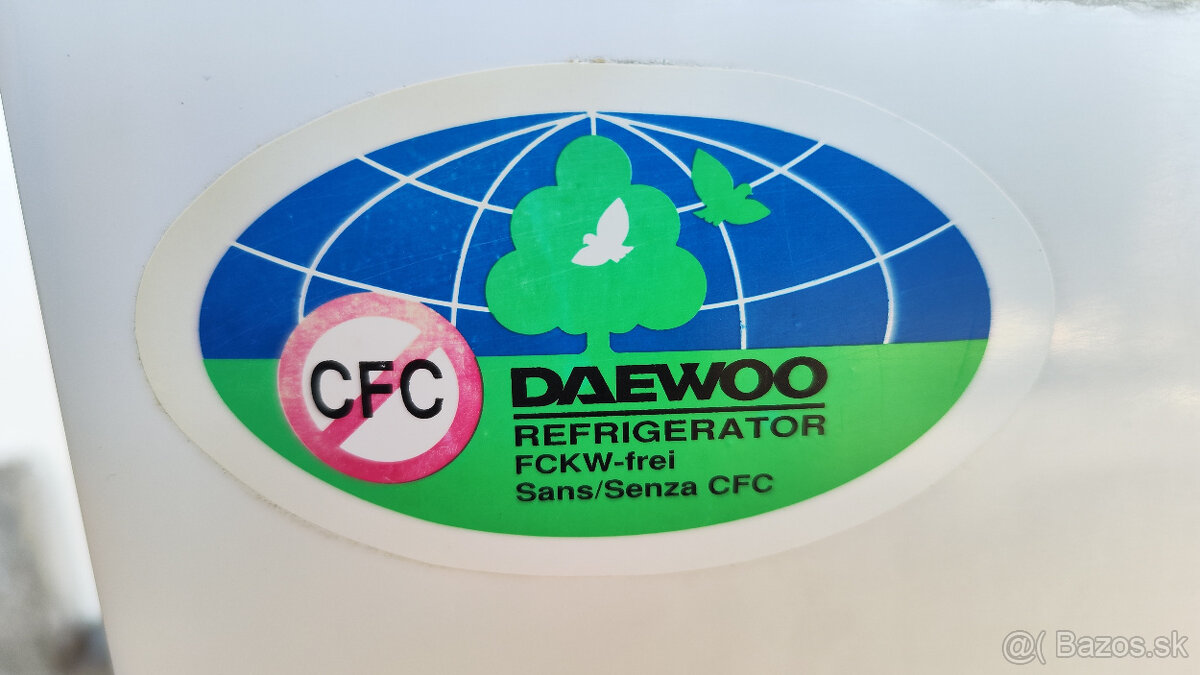 CFC
DAEWOO
REFRIGERATOR
FCKW-frei
Sans/Senza CFC
@( Bazos.sk